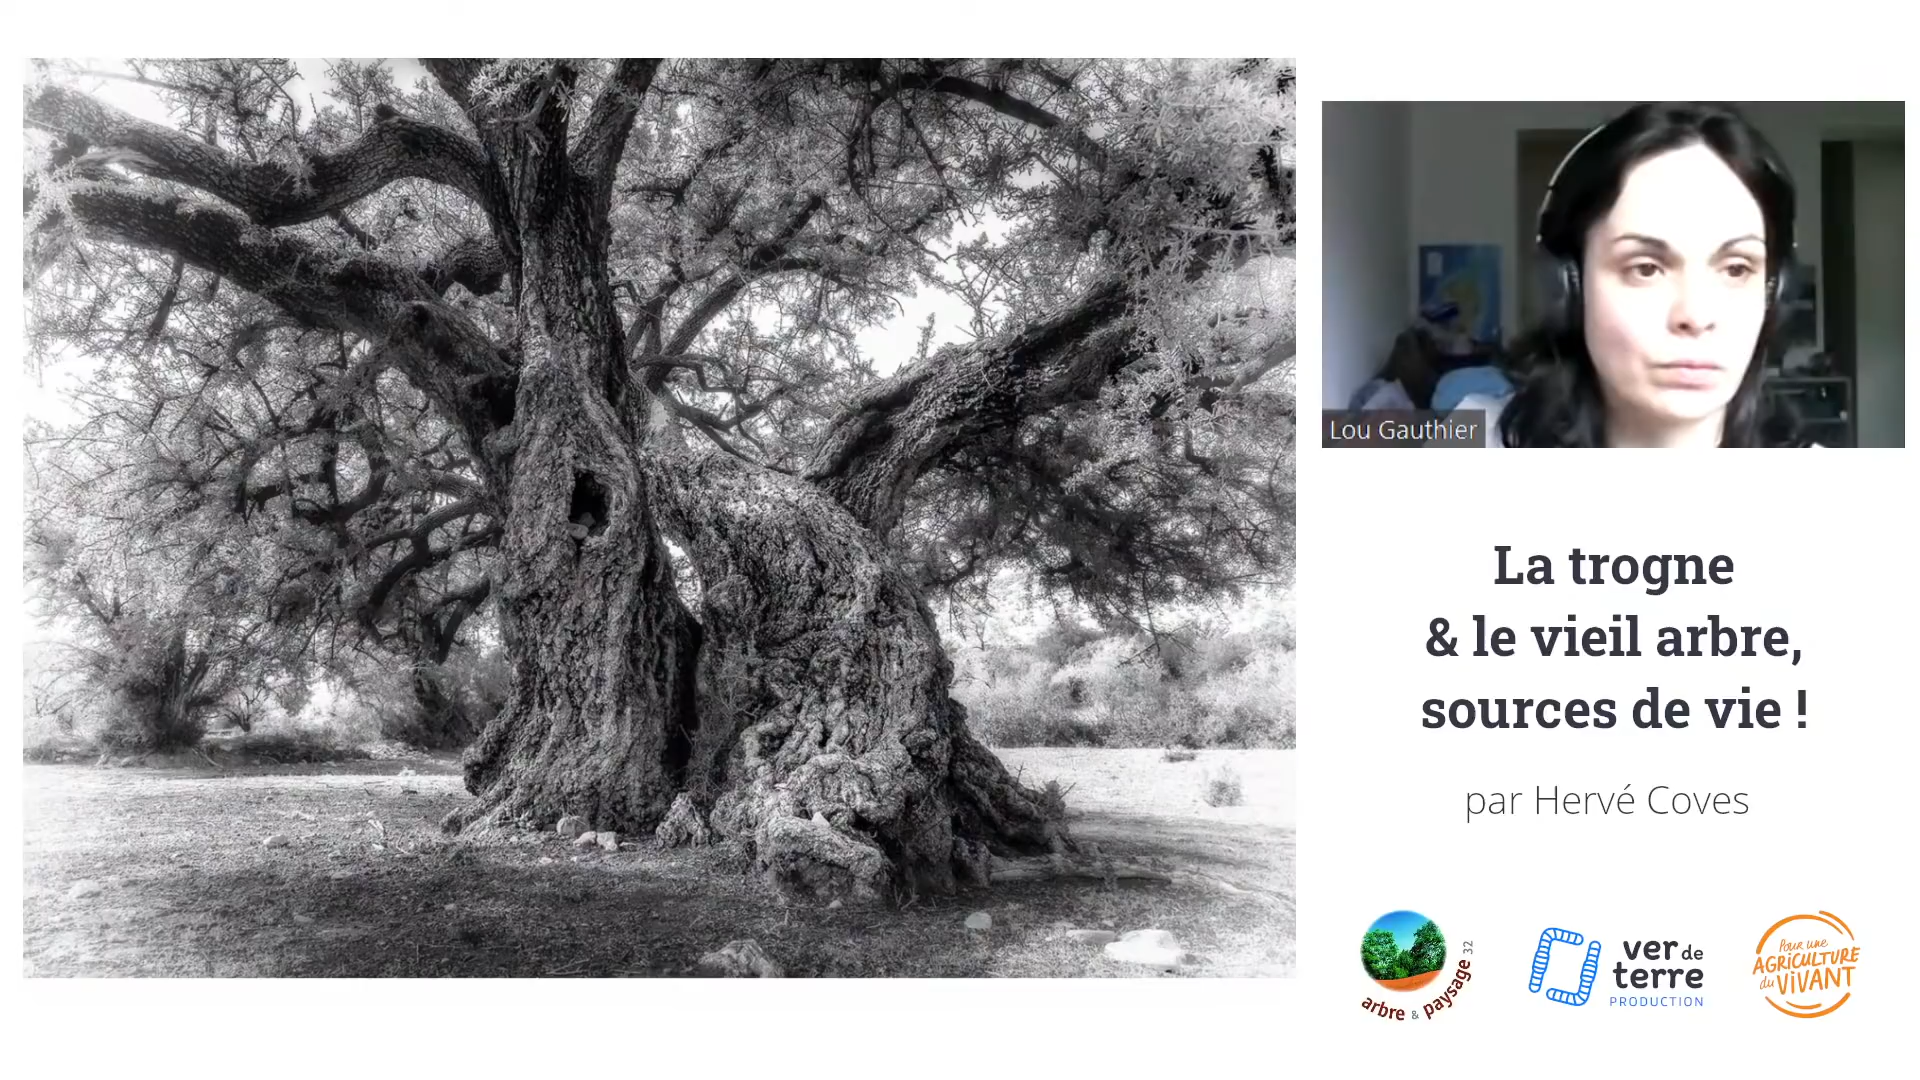 Lou Gauthier
La trogne
& le vieil arbre,
sources de vie !
par Hervé Coves
arbre & paysage 32
ver de
terre
PRODUCTION
Pour une
AGRICULTURE
du VIVANT